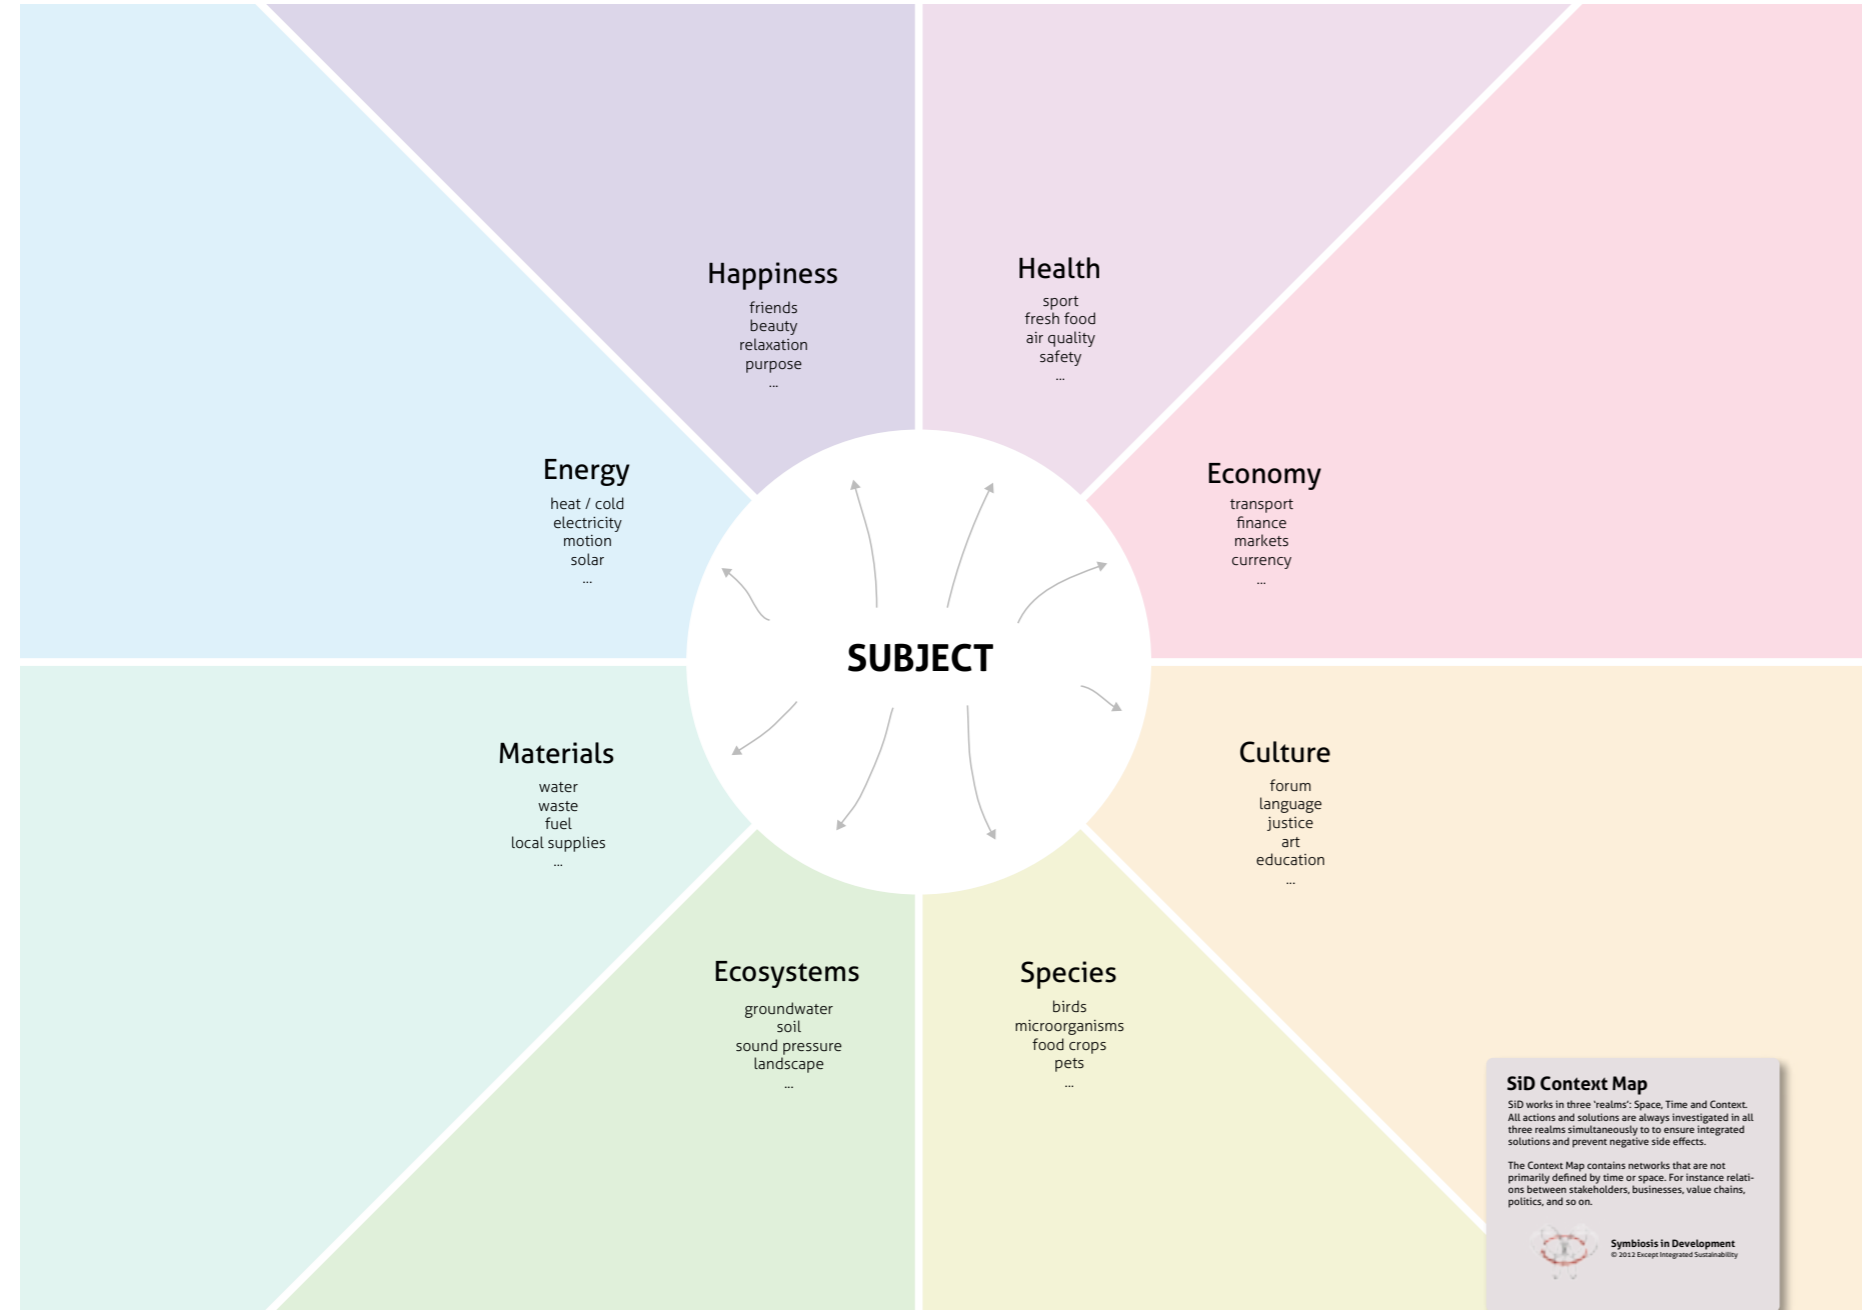 Happiness
friends
beauty
relaxation
purpose
...
Health
sport
fresh food
air quality
safety
...
Energy
heat / cold
electricity
motion
solar
...
Economy
transport
finance
markets
currency
...
SUBJECT
Materials
water
waste
fuel
local supplies
...
Culture
forum
language
justice
art
education
...
Ecosystems
groundwater
soil
sound pressure
landscape
...
Species
birds
microorganisms
food crops
pets
...
SiD Context Map
SiD works in three 'realms': Space, Time and Context.
All actions and solutions are always investigated in all
three realms simultaneously to to ensure integrated
solutions and prevent negative side effects.
The Context Map contains networks that are not
primarily defined by time or space. For instance relati-
ons between stakeholders, businesses, value chains,
politics, and so on.
Symbiosis in Development
© 2012 Except Integrated Sustainability